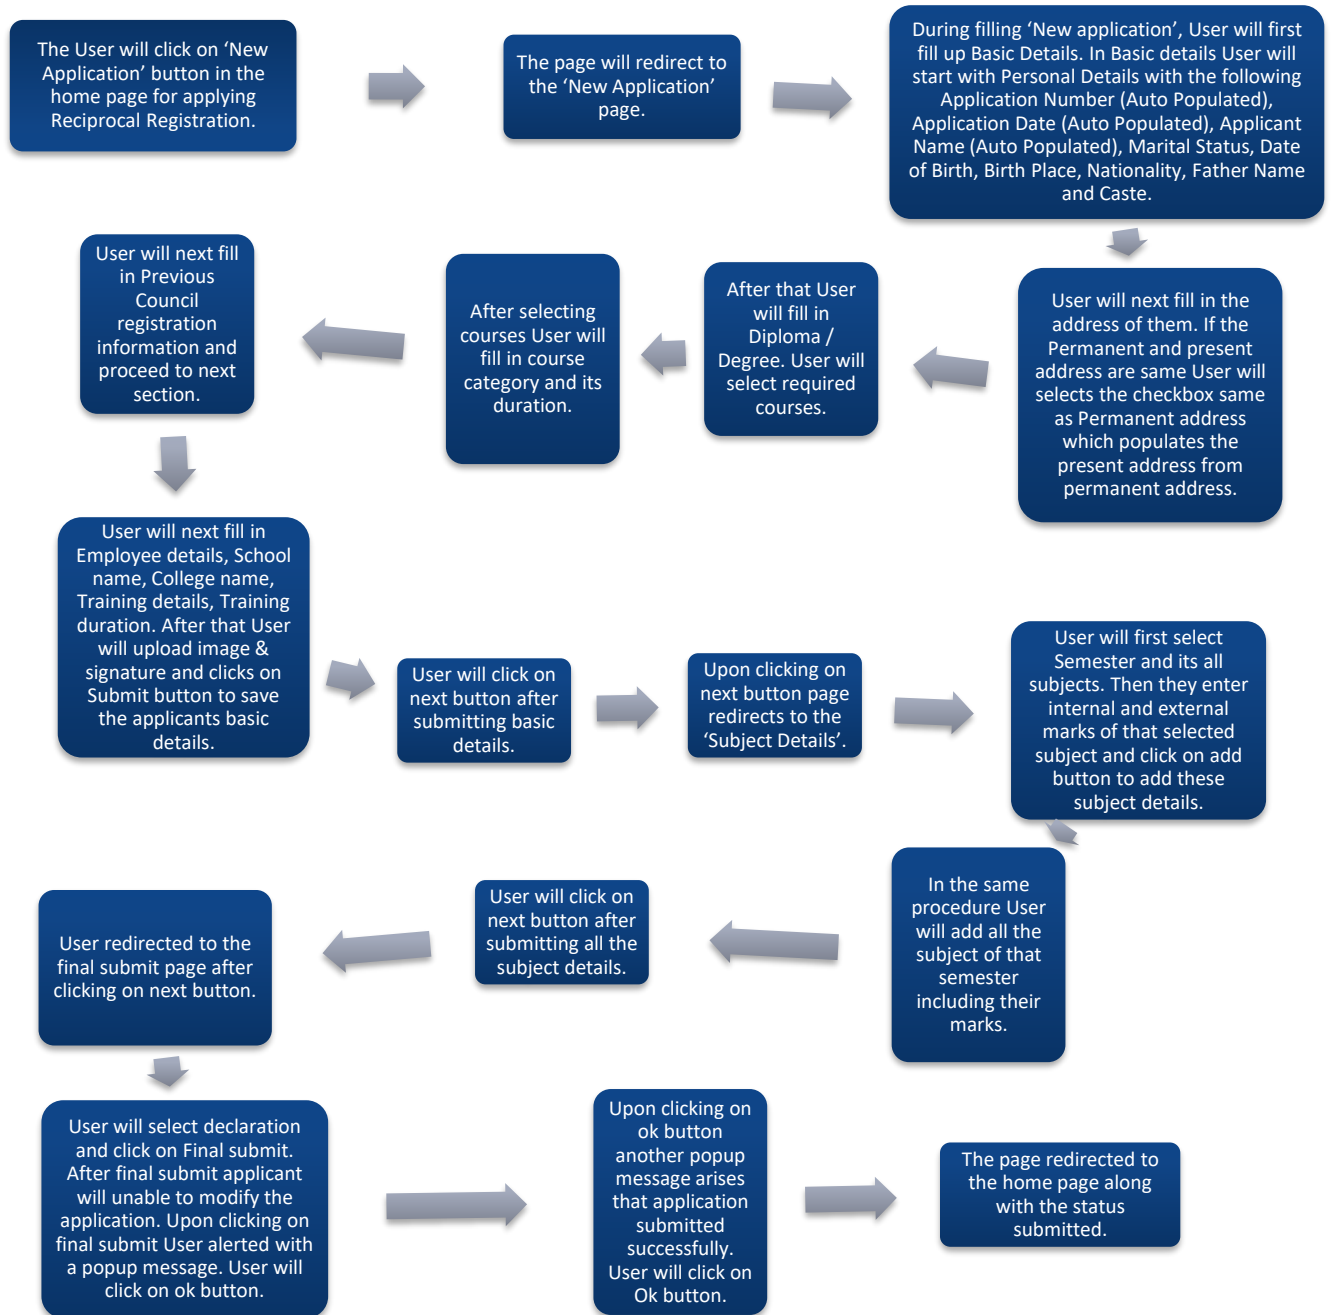 The User will click on ‘New
Application’ button in the
home page for applying
Reciprocal Registration.
The page will redirect to
the ‘New Application’
page.
During filling ‘New application’, User will first
fill up Basic Details. In Basic details User will
start with Personal Details with the following
Application Number (Auto Populated),
Application Date (Auto Populated), Applicant
Name (Auto Populated), Marital Status, Date
of Birth, Birth Place, Nationality, Father Name
and Caste.
User will next fill in the
address of them. If the
Permanent and present
address are same User will
selects the checkbox same
as Permanent address
which populates the
present address from
permanent address.
After that User
will fill in
Diploma /
Degree. User will
select required
courses.
After selecting
courses User will
fill in course
category and its
duration.
User will next fill
in Previous
Council
registration
information and
proceed to next
section.
User will next fill in
Employee details, School
name, College name,
Training details, Training
duration. After that User
will upload image &
signature and clicks on
Submit button to save
the applicants basic
details.
User will click on
next button after
submitting basic
details.
Upon clicking on
next button page
redirects to the
‘Subject Details’.
User will first select
Semester and its all
subjects. Then they enter
internal and external
marks of that selected
subject and click on add
button to add these
subject details.
In the same
procedure User
will add all the
subject of that
semester
including their
marks.
User will click on
next button after
submitting all the
subject details.
User redirected to the
final submit page after
clicking on next button.
User will select declaration
and click on Final submit.
After final submit applicant
will unable to modify the
application. Upon clicking on
final submit User alerted with
a popup message. User will
click on ok button.
Upon clicking on
ok button
another popup
message arises
that application
submitted
successfully.
User will click on
Ok button.
The page redirected to
the home page along
with the status
submitted.